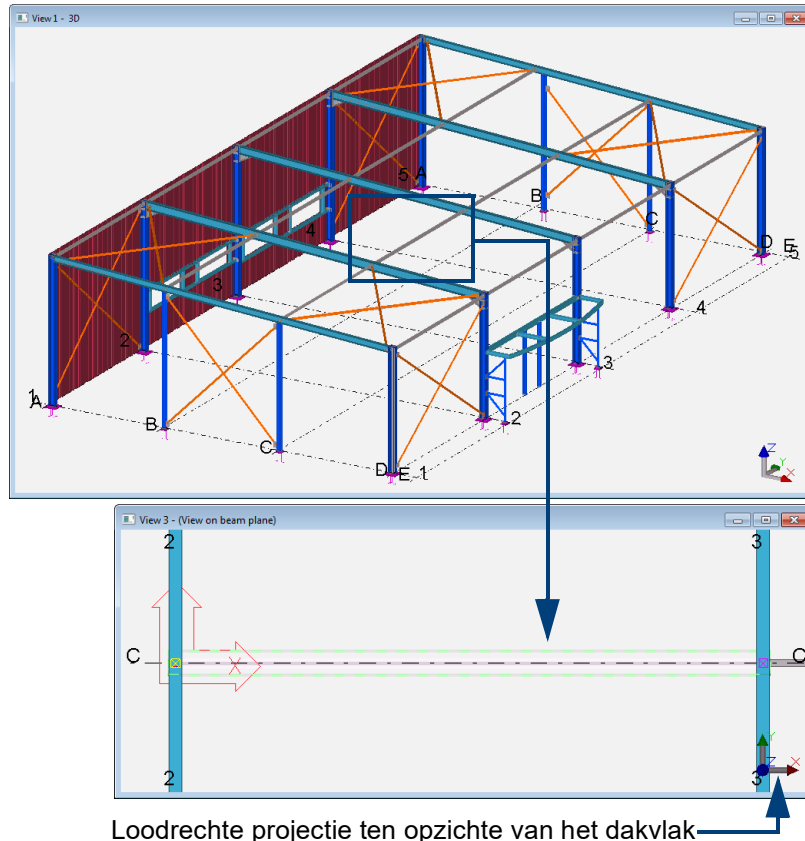 View 1 - 3D
5 A
B
C
D E
5
4
4
3
3
2
2
1
A
B
C
D E 1
Z
Y
X
View 3 - (View on beam plane)
2
3
C
C
X
Y
Z
X
2
3
Loodrechte projectie ten opzichte van het dakvlak